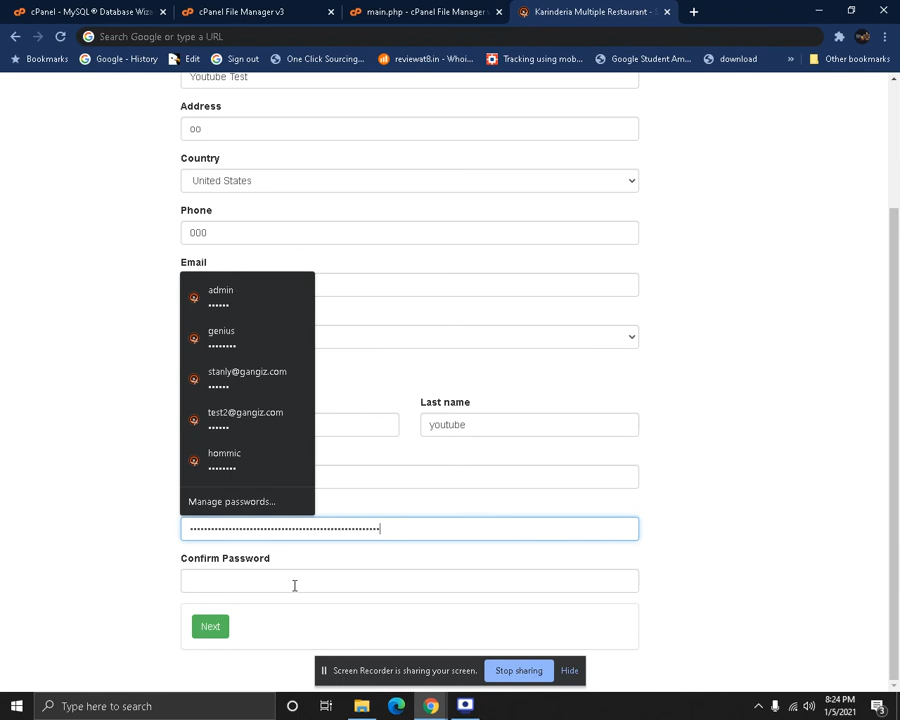 cPanel - MySQL® Database Wiza
cPanel File Manager v3
main.php - cPanel File Manager v
Karinderia Multiple Restaurant - S
Search Google or type a URL
Bookmarks
Google - History
Edit
Sign out
One Click Sourcing...
reviewat8.in - Whoi...
Tracking using mob...
Google Student Am...
download
»
Other bookmarks
Youtube Test
Address
oo
Country
United States
Phone
000
Email
admin
••••••
genius
••••••••
stanly@gangiz.com
••••••
test2@gangiz.com
••••••
hommic
••••••••
Manage passwords...
Last name
youtube
Confirm Password
Next
Screen Recorder is sharing your screen.
Stop sharing
Hide
Type here to search
8:24 PM
1/5/2021
3